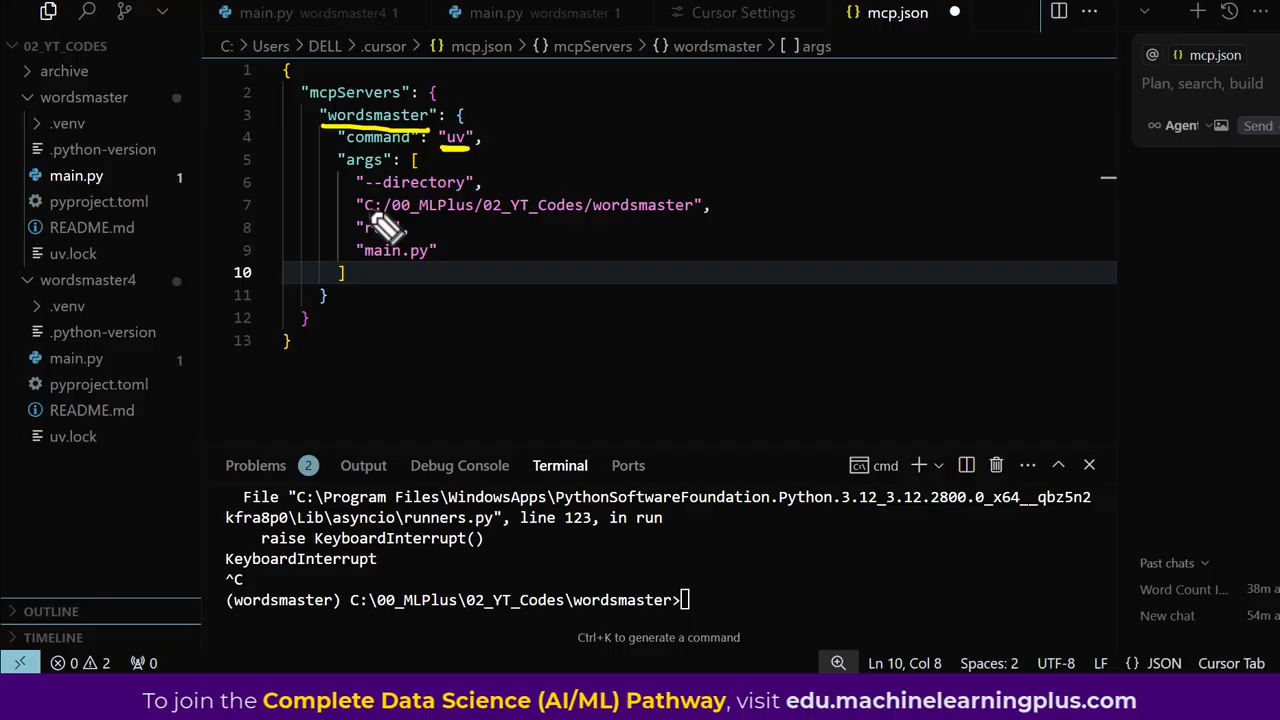 main.py wordsmaster4 1
main.py wordsmaster 1
Cursor Settings
{} mcp.json
02_YT_CODES
archive
wordsmaster
.venv
.python-version
main.py 1
pyproject.toml
README.md
uv.lock
wordsmaster4
.venv
.python-version
main.py 1
pyproject.toml
README.md
uv.lock
OUTLINE
TIMELINE
C: > Users > DELL > .cursor > {} mcp.json > {} mcpServers > {} wordsmaster > [ ] args
1 {
2 "mcpServers": {
3 "wordsmaster": {
4 "command": "uv",
5 "args": [
6 "--directory",
7 "C:/00_MLPlus/02_YT_Codes/wordsmaster",
8 "r
9 "main.py"
10 ]
11 }
12 }
13 }
Problems 2 Output Debug Console Terminal Ports
cmd
File "C:\Program Files\WindowsApps\PythonSoftwareFoundation.Python.3.12_3.12.2800.0_x64__qbz5n2
kfra8p0\Lib\asyncio\runners.py", line 123, in run
raise KeyboardInterrupt()
KeyboardInterrupt
^C
(wordsmaster) C:\00_MLPlus\02_YT_Codes\wordsmaster>
Ctrl+K to generate a command
@ {} mcp.json
Plan, search, build
Agent
Send
Past chats
Word Count I... 38m a
New chat 54m a
0 2 0
Ln 10, Col 8 Spaces: 2 UTF-8 LF {} JSON Cursor Tab
To join the Complete Data Science (AI/ML) Pathway, visit edu.machinelearningplus.com